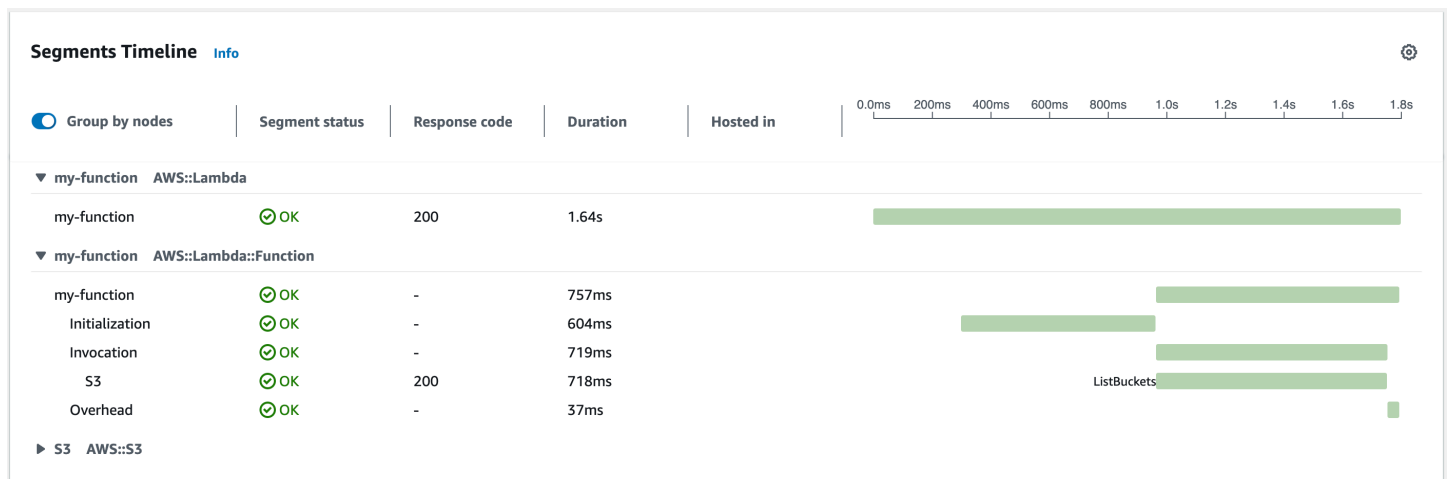 Segments Timeline Info
0.0ms 200ms 400ms 600ms 800ms 1.0s 1.2s 1.4s 1.6s 1.8s
Group by nodes Segment status Response code Duration Hosted in
my-function AWS::Lambda
my-function OK 200 1.64s
my-function AWS::Lambda::Function
my-function OK - 757ms
Initialization OK - 604ms
Invocation OK - 719ms
S3 OK 200 718ms ListBuckets
Overhead OK - 37ms
S3 AWS::S3